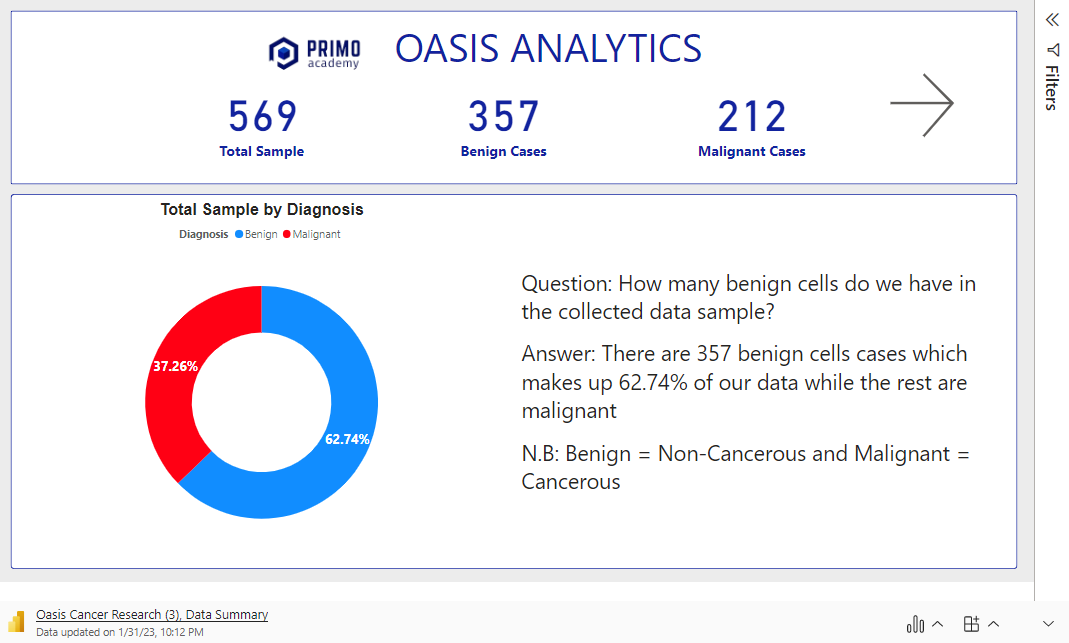 PRIMO
academy
OASIS ANALYTICS
569
Total Sample
357
Benign Cases
212
Malignant Cases
Filters
Total Sample by Diagnosis
Diagnosis Benign Malignant
37.26%
62.74%
Question: How many benign cells do we have in
the collected data sample?
Answer: There are 357 benign cells cases which
makes up 62.74% of our data while the rest are
malignant
N.B: Benign = Non-Cancerous and Malignant =
Cancerous
Oasis Cancer Research (3), Data Summary
Data updated on 1/31/23, 10:12 PM